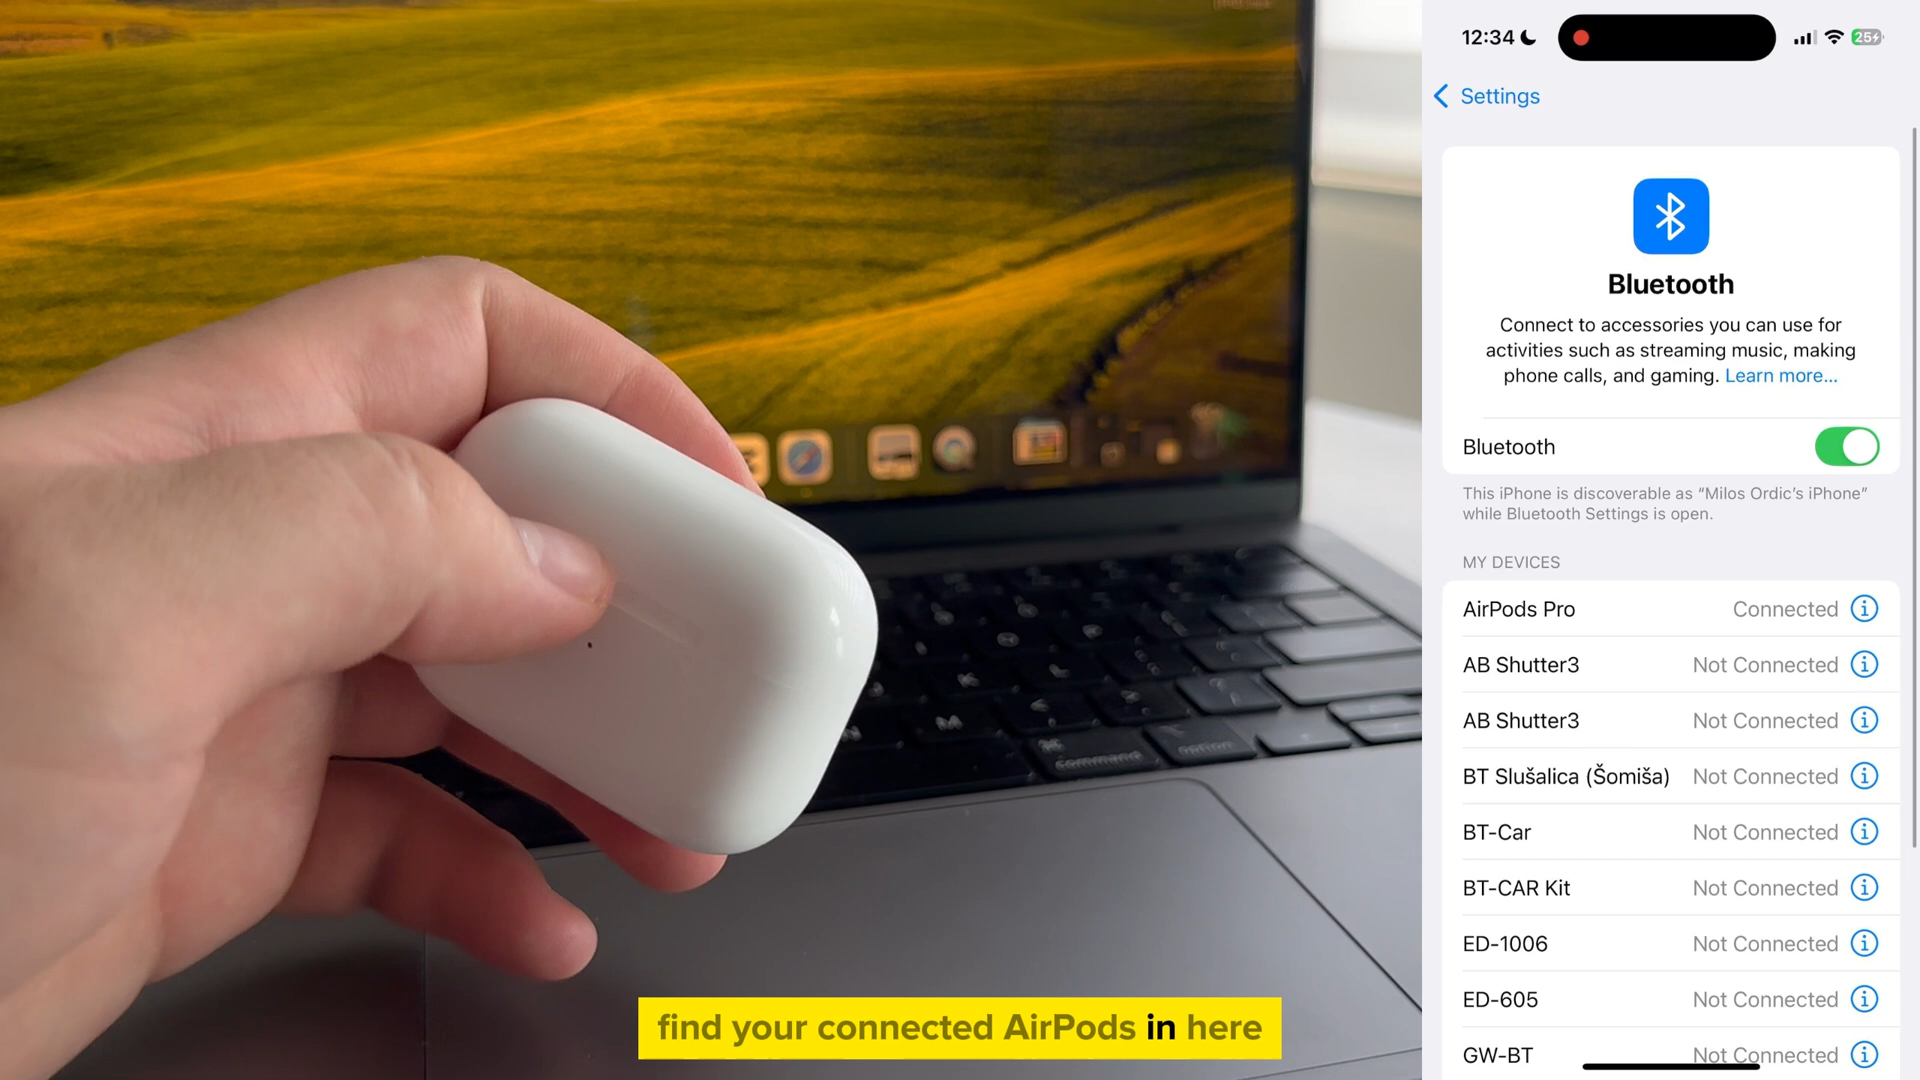 12:34
25
Settings
Bluetooth
Connect to accessories you can use for
activities such as streaming music, making
phone calls, and gaming. Learn more...
Bluetooth
This iPhone is discoverable as “Milos Ordic’s iPhone”
while Bluetooth Settings is open.
MY DEVICES
AirPods Pro Connected
AB Shutter3 Not Connected
AB Shutter3 Not Connected
BT Slušalica (Šomiša) Not Connected
BT-Car Not Connected
BT-CAR Kit Not Connected
ED-1006 Not Connected
ED-605 Not Connected
GW-BT Not Connected
command
option
find your connected AirPods in here